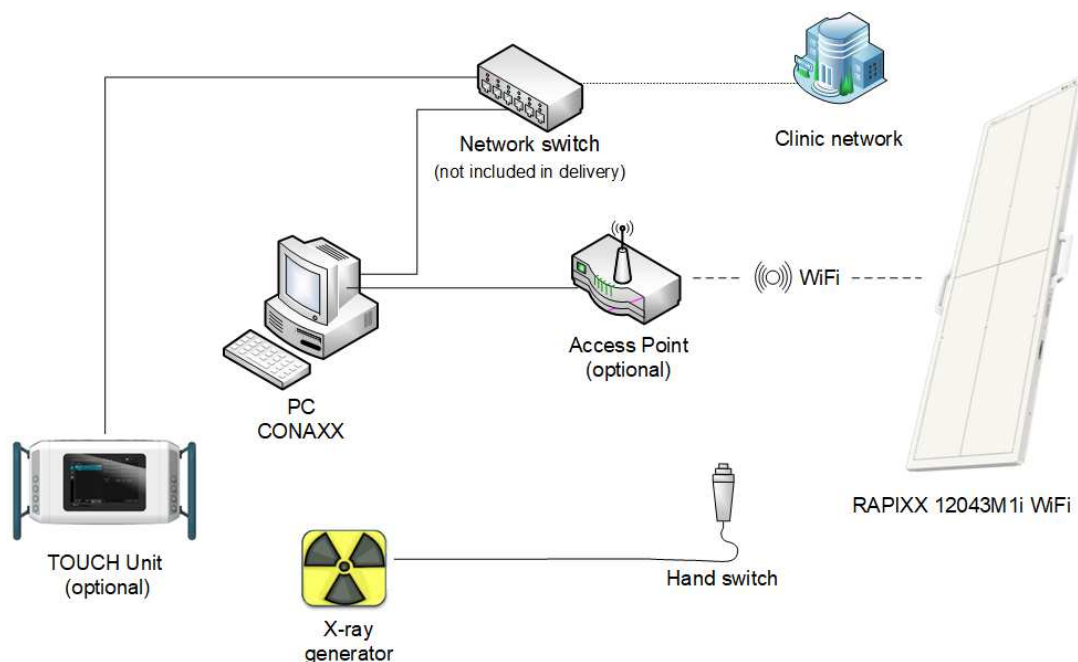 Network switch
(not included in delivery)
Clinic network
WiFi
Access Point
(optional)
PC
CONAXX
RAPIXX 12043M1i WiFi
TOUCH Unit
(optional)
Hand switch
X-ray
generator